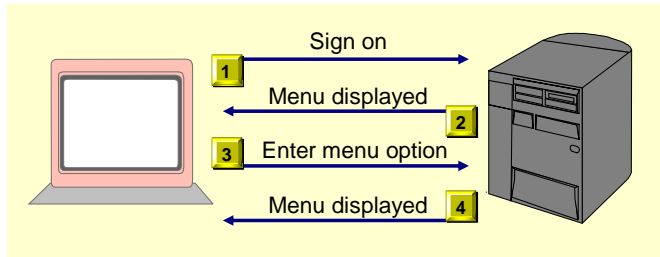 Sign on
1
Menu displayed
2
3 Enter menu option
Menu displayed 4